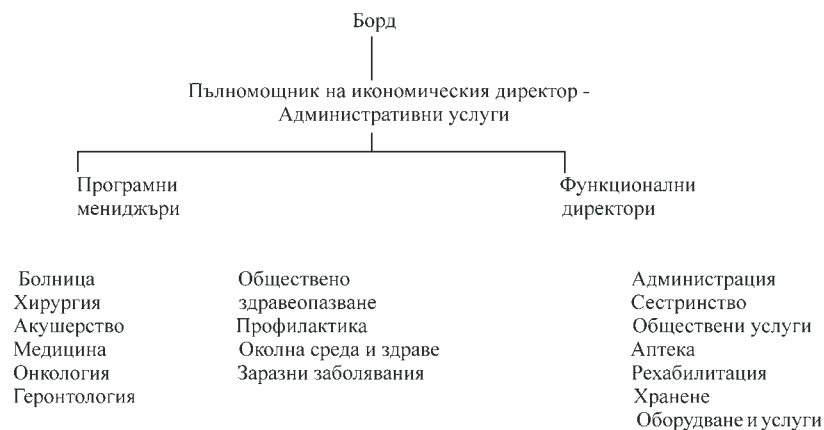 Борд
Пълномощник на икономическия директор -
Административни услуги
Програмни
мениджъри
Функционални
директори
Болница
Хирургия
Акушерство
Медицина
Онкология
Геронтология
Обществено
здравеопазване
Профилактика
Околна среда и здраве
Заразни заболявания
Администрация
Сестринство
Обществени услуги
Аптека
Рехабилитация
Хранене
Оборудване и услуги